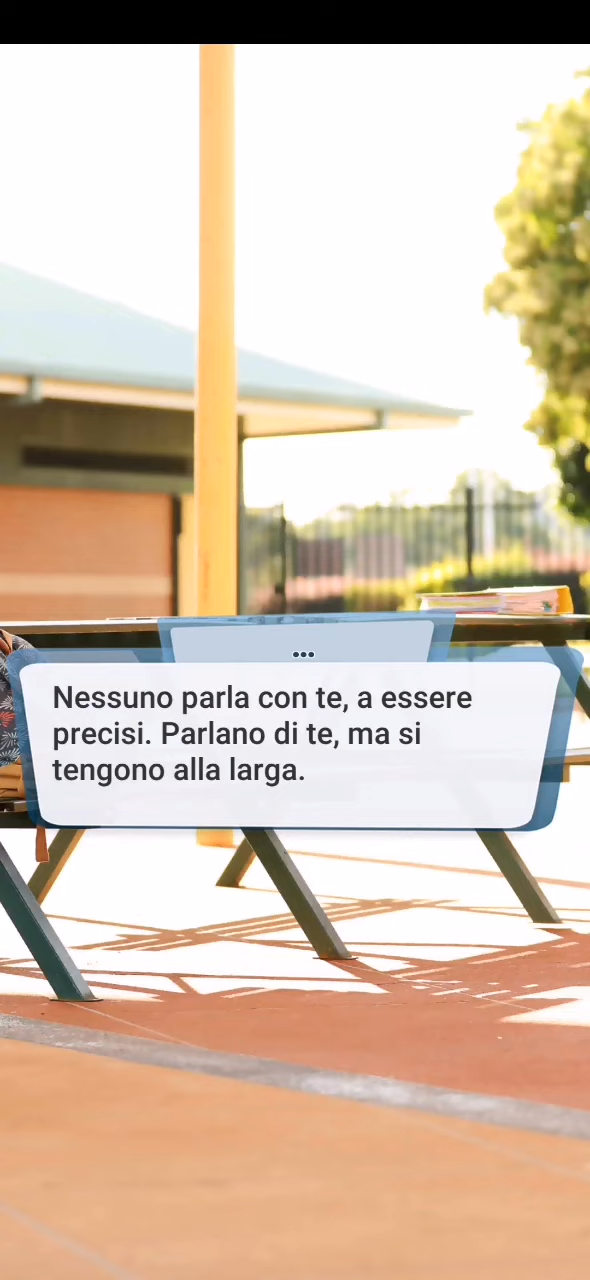 ...
Nessuno parla con te, a essere
precisi. Parlano di te, ma si
tengono alla larga.